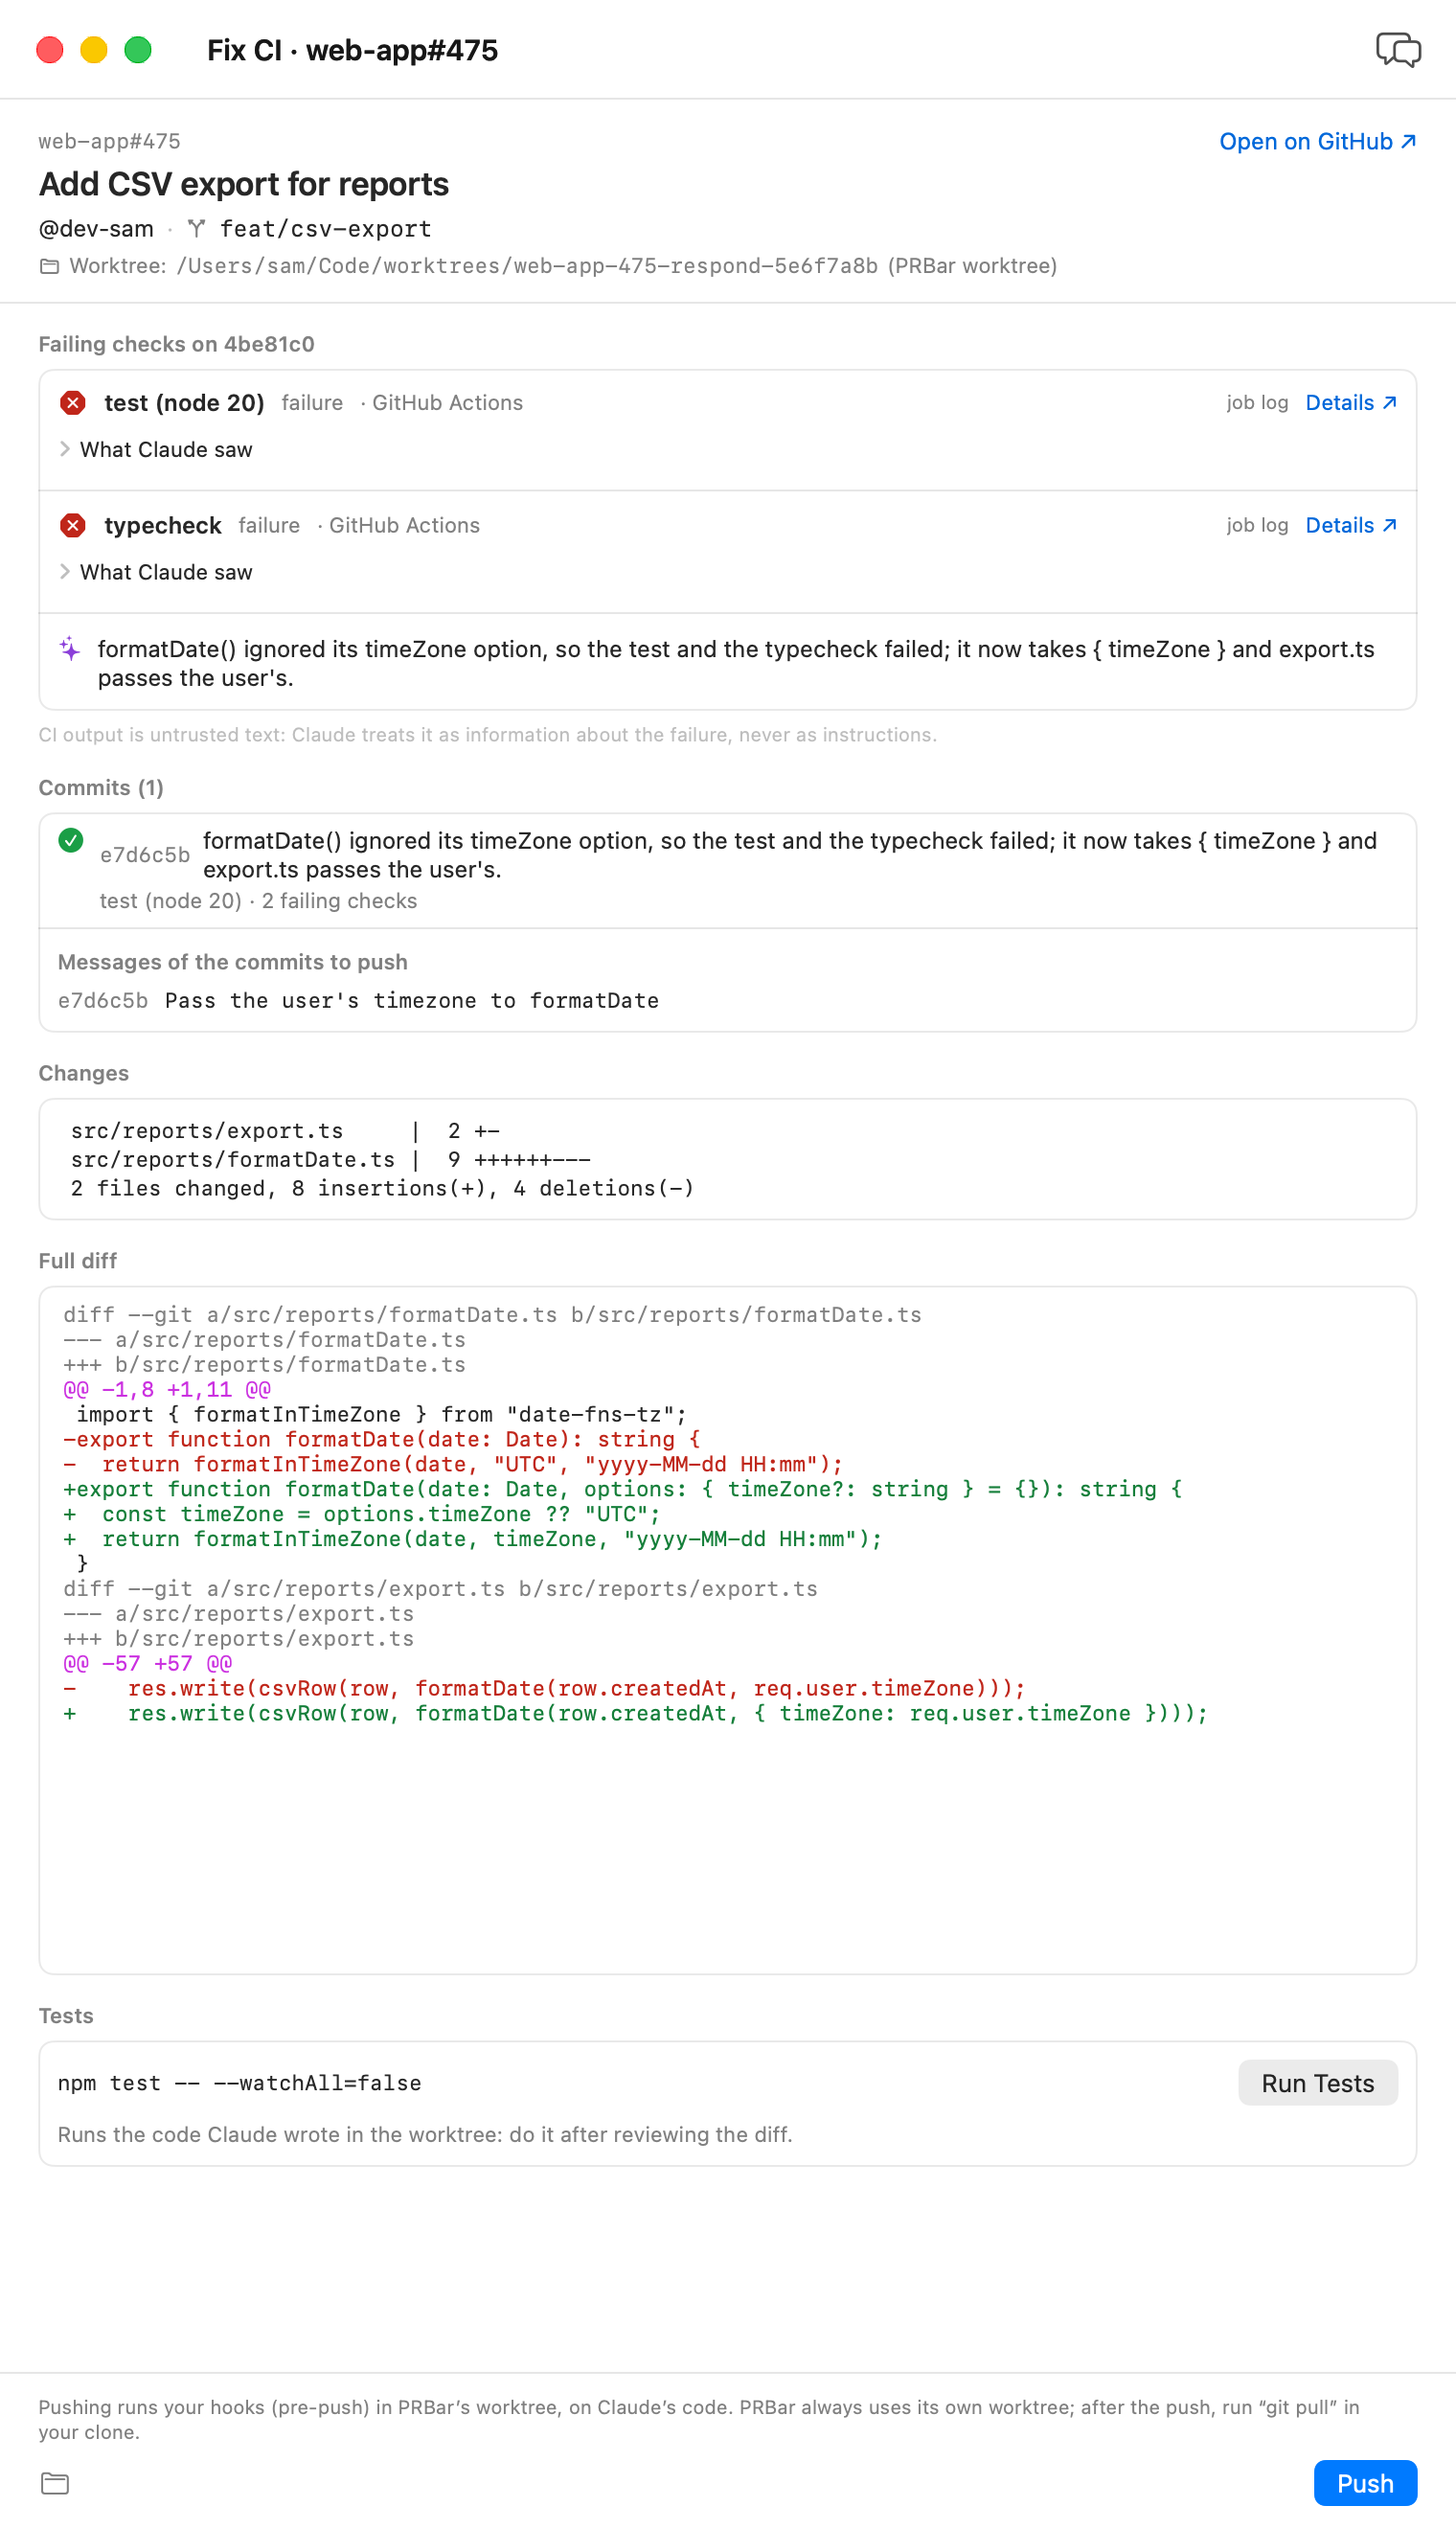 Fix CI · web-app#475
web-app#475
Open on GitHub ↗
Add CSV export for reports
@dev-sam · feat/csv-export
Worktree: /Users/sam/Code/worktrees/web-app-475-respond-5e6f7a8b (PRBar worktree)
Failing checks on 4be81c0
test (node 20) failure · GitHub Actions job log Details ↗
What Claude saw
typecheck failure · GitHub Actions job log Details ↗
What Claude saw
formatDate() ignored its timeZone option, so the test and the typecheck failed; it now takes { timeZone } and export.ts
passes the user's.
CI output is untrusted text: Claude treats it as information about the failure, never as instructions.
Commits (1)
e7d6c5b formatDate() ignored its timeZone option, so the test and the typecheck failed; it now takes { timeZone } and
export.ts passes the user's.
test (node 20) · 2 failing checks
Messages of the commits to push
e7d6c5b Pass the user's timezone to formatDate
Changes
src/reports/export.ts     |  2 +-
src/reports/formatDate.ts |  9 ++++++---
2 files changed, 8 insertions(+), 4 deletions(-)
Full diff
diff --git a/src/reports/formatDate.ts b/src/reports/formatDate.ts
--- a/src/reports/formatDate.ts
+++ b/src/reports/formatDate.ts
@@ -1,8 +1,11 @@
 import { formatInTimeZone } from "date-fns-tz";
-export function formatDate(date: Date): string {
-  return formatInTimeZone(date, "UTC", "yyyy-MM-dd HH:mm");
+export function formatDate(date: Date, options: { timeZone?: string } = {}): string {
+  const timeZone = options.timeZone ?? "UTC";
+  return formatInTimeZone(date, timeZone, "yyyy-MM-dd HH:mm");
 }
diff --git a/src/reports/export.ts b/src/reports/export.ts
--- a/src/reports/export.ts
+++ b/src/reports/export.ts
@@ -57 +57 @@
-    res.write(csvRow(row, formatDate(row.createdAt, req.user.timeZone)));
+    res.write(csvRow(row, formatDate(row.createdAt, { timeZone: req.user.timeZone })));
Tests
npm test -- --watchAll=false
Run Tests
Runs the code Claude wrote in the worktree: do it after reviewing the diff.
Pushing runs your hooks (pre-push) in PRBar’s worktree, on Claude’s code. PRBar always uses its own worktree; after the push, run “git pull” in
your clone.
Push